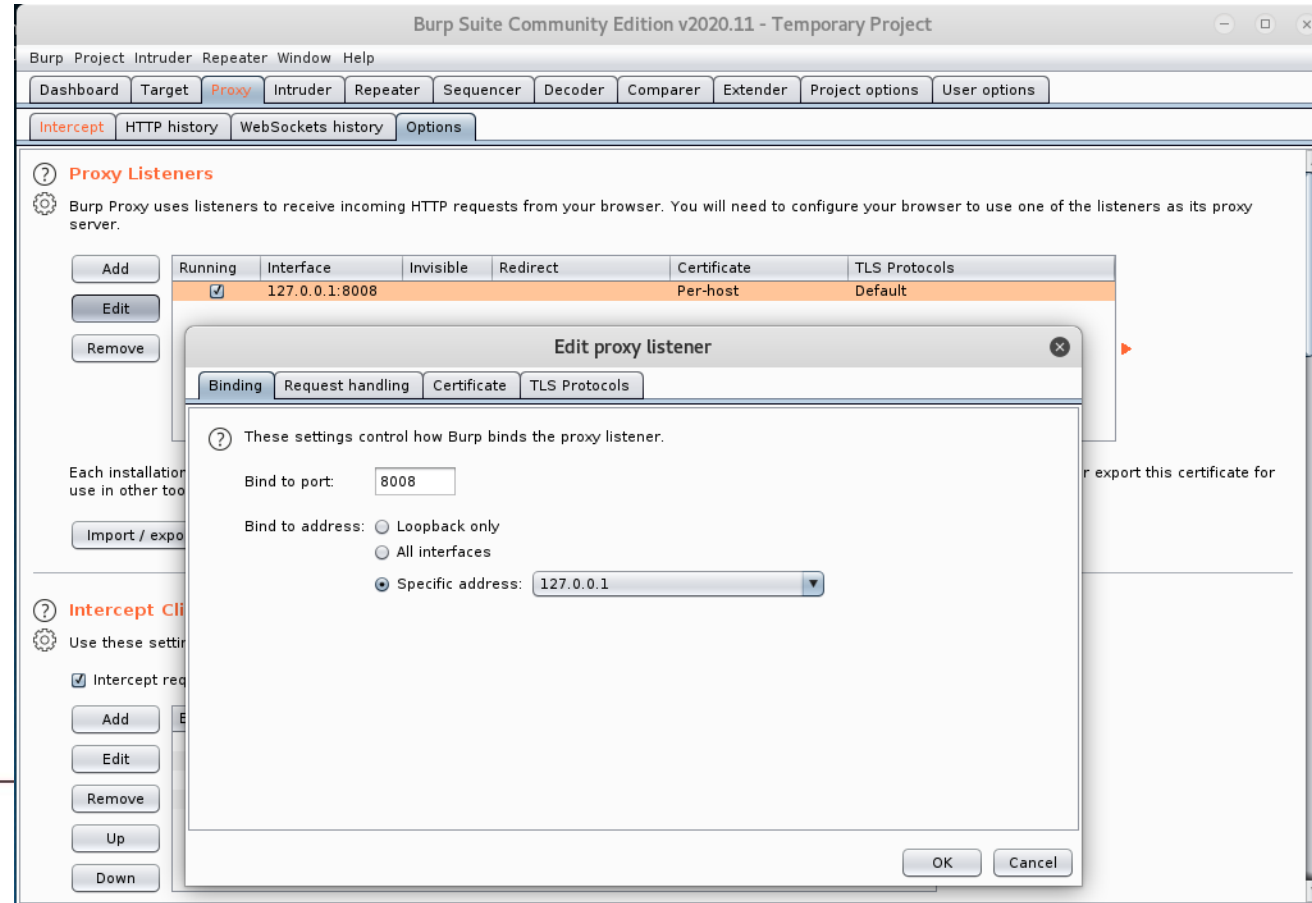 Burp Suite Community Edition v2020.11 - Temporary Project
Burp Project Intruder Repeater Window Help
Dashboard Target Proxy Intruder Repeater Sequencer Decoder Comparer Extender Project options User options
Intercept HTTP history WebSockets history Options
Proxy Listeners
Burp Proxy uses listeners to receive incoming HTTP requests from your browser. You will need to configure your browser to use one of the listeners as its proxy
server.
Add Running Interface Invisible Redirect Certificate TLS Protocols
127.0.0.1:8008 Per-host Default
Edit
Remove
Edit proxy listener
Binding Request handling Certificate TLS Protocols
These settings control how Burp binds the proxy listener.
Each installation r export this certificate for
use in other too
Bind to port: 8008
Bind to address: Loopback only
Import / expo
All interfaces
Specific address: 127.0.0.1
Intercept Cli
Use these settin
Intercept req
Add E
Edit
Remove
Up
Down
OK Cancel